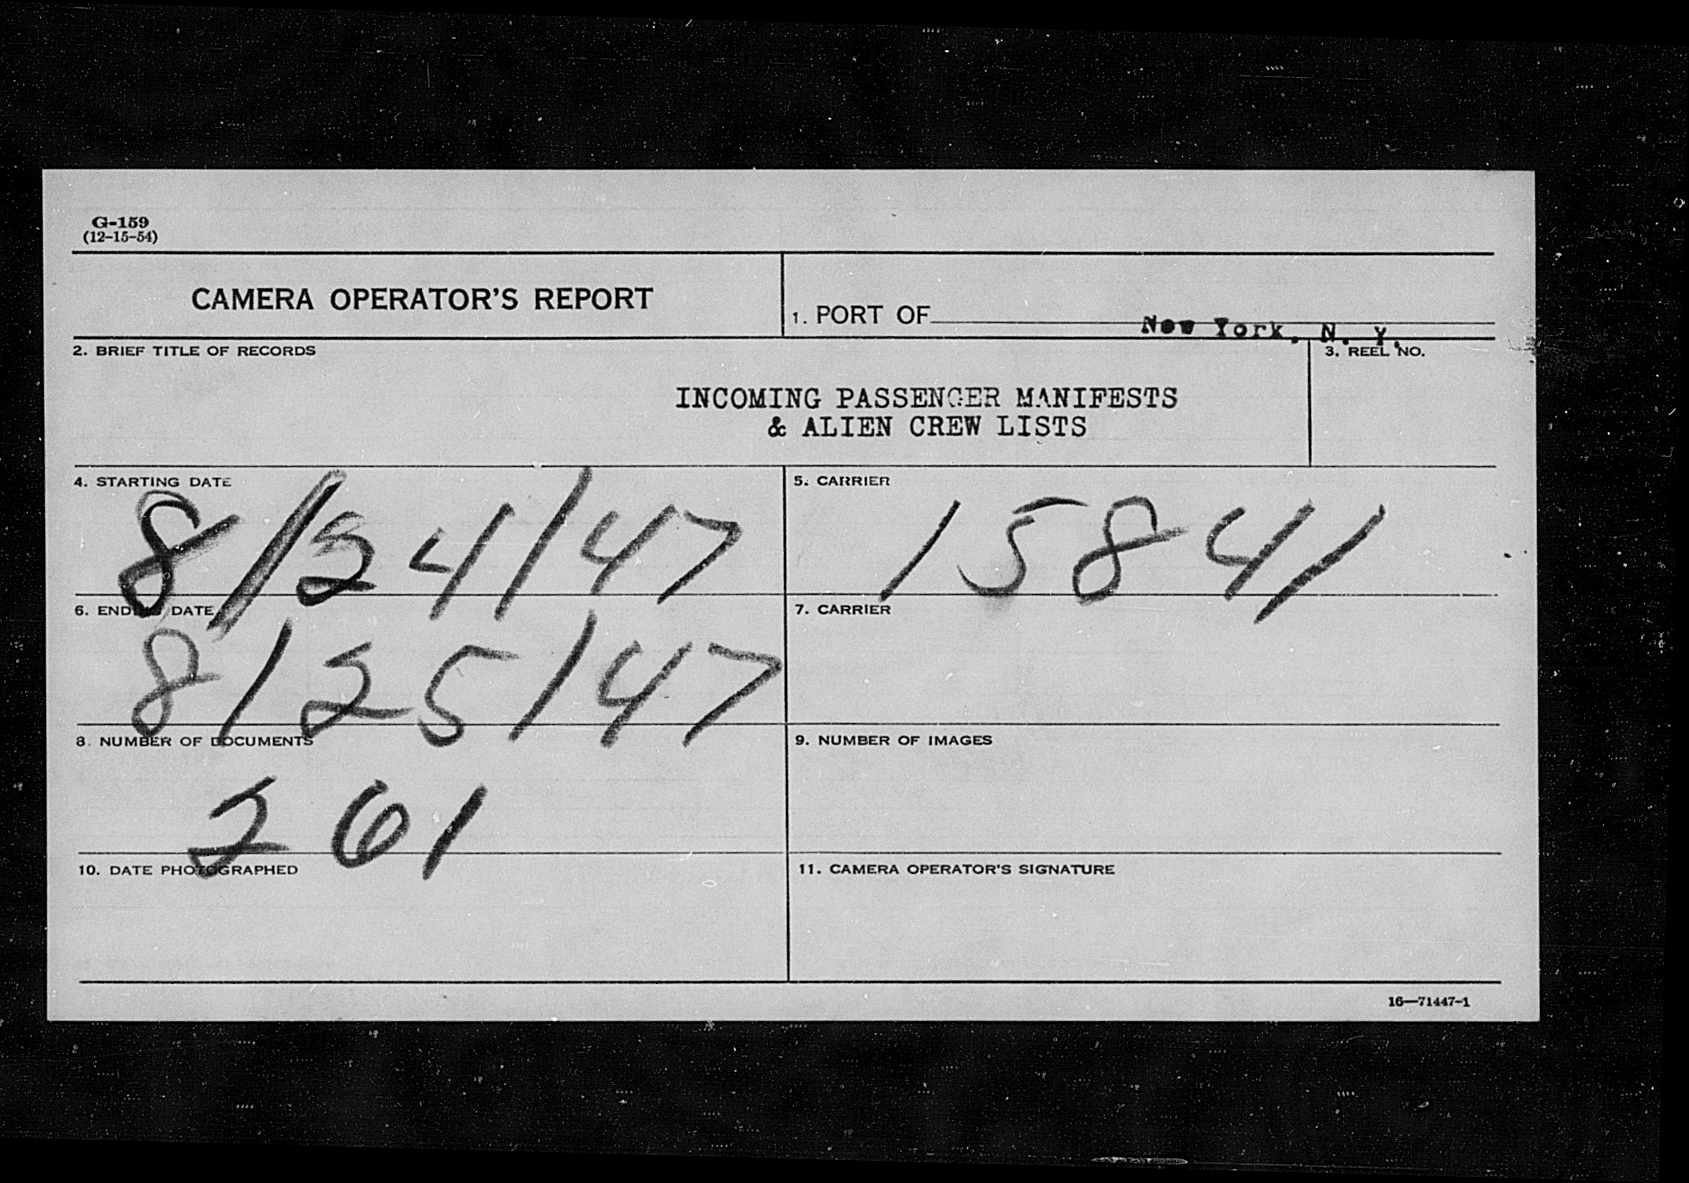 G-159
(12-15-54)
CAMERA OPERATOR'S REPORT
1. PORT OF New York, N. Y.
2. BRIEF TITLE OF RECORDS
3. REEL NO.
INCOMING PASSENGER MANIFESTS
& ALIEN CREW LISTS
4. STARTING DATE
8/24/47
5. CARRIER
15841
6. ENDING DATE
8/25/47
7. CARRIER
8. NUMBER OF DOCUMENTS
261
9. NUMBER OF IMAGES
10. DATE PHOTOGRAPHED
11. CAMERA OPERATOR'S SIGNATURE
16—71447-1